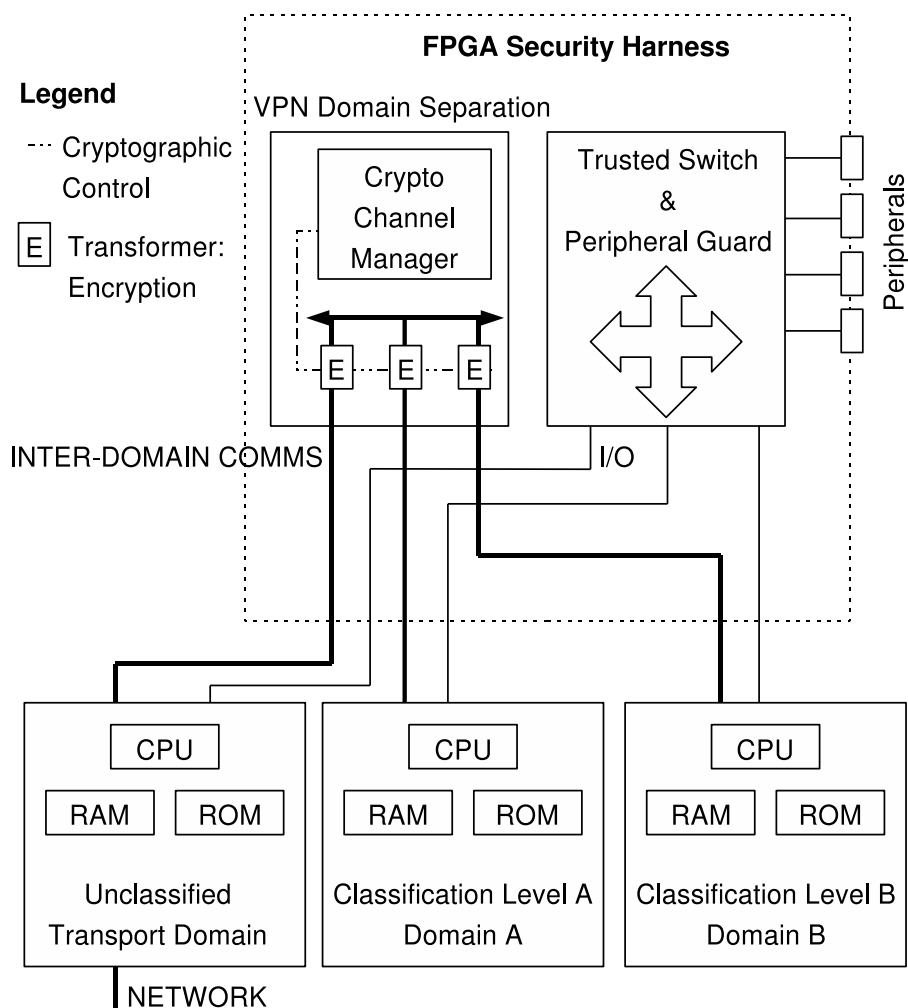 FPGA Security Harness
Legend
Cryptographic
Control
E
Transformer:
Encryption
VPN Domain Separation
Crypto
Channel
Manager
E
E
E
Trusted Switch
&
Peripheral Guard
Peripherals
INTER-DOMAIN COMMS
I/O
CPU
RAM
ROM
Unclassified
Transport Domain
CPU
RAM
ROM
Classification Level A
Domain A
CPU
RAM
ROM
Classification Level B
Domain B
NETWORK